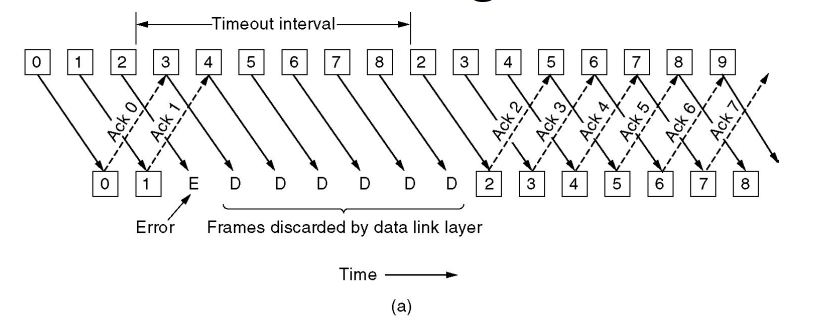 Timeout interval
0 1 2 3 4 5 6 7 8 2 3 4 5 6 7 8 9
Ack 0 Ack 1 Ack 2 Ack 3 Ack 4 Ack 5 Ack 6 Ack 7
0 1 E D D D D D D 2 3 4 5 6 7 8
Error Frames discarded by data link layer
Time
(a)